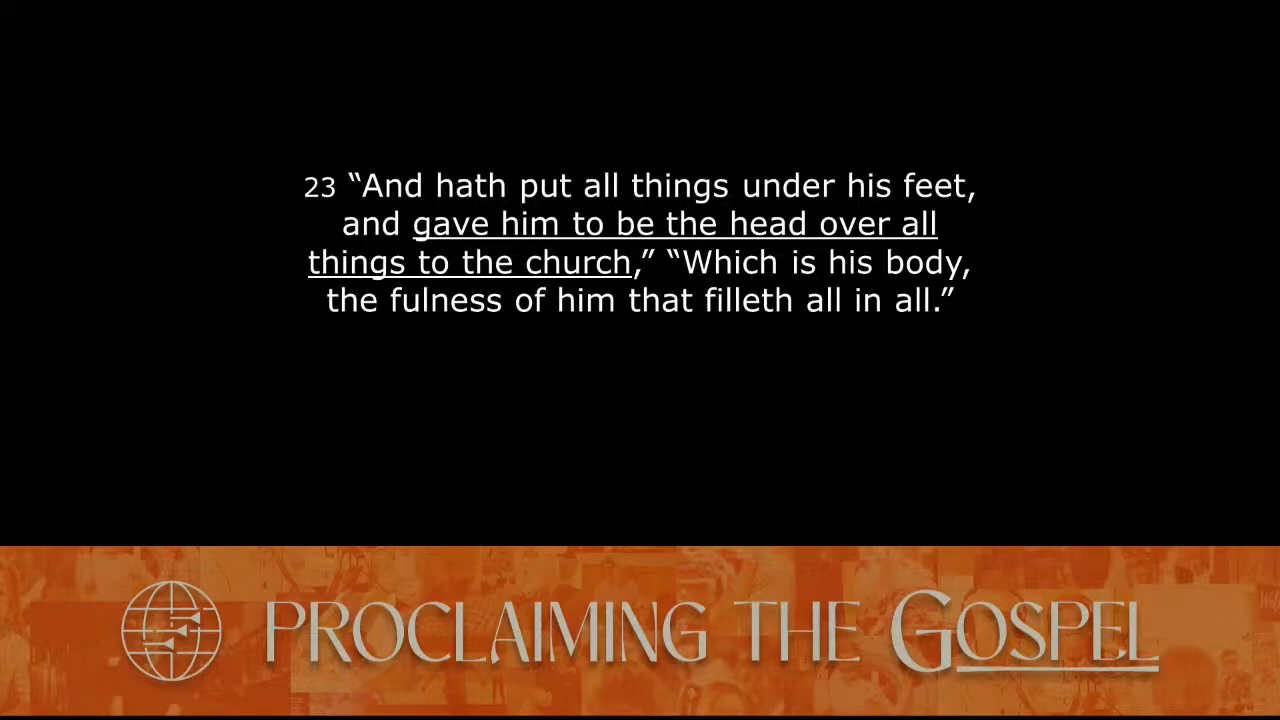 23 “And hath put all things under his feet,
and gave him to be the head over all
things to the church,” “Which is his body,
the fulness of him that filleth all in all.”
PROCLAIMING THE GOSPEL